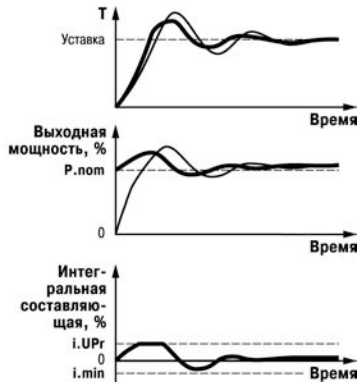 T
Уставка
Время
Выходная
мощность, %
P.nom
0
Время
Интег-
ральная
составляю-
щая, %
i.UPr
0
i.min
Время